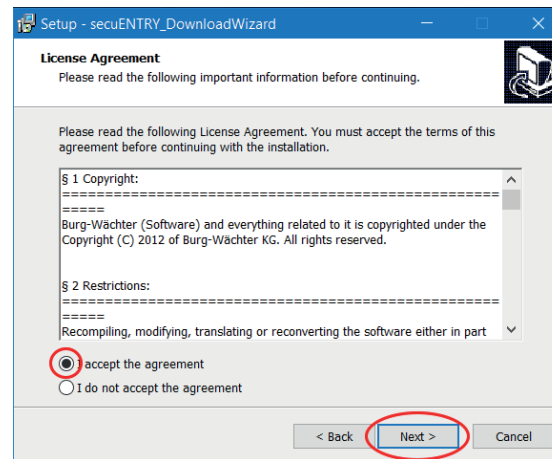 Setup - secuENTRY_DownloadWizard
License Agreement
Please read the following important information before continuing.
Please read the following License Agreement. You must accept the terms of this
agreement before continuing with the installation.
§ 1 Copyright:
=====================================================
=====
Burg-Wächter (Software) and everything related to it is copyrighted under the
Copyright (C) 2012 of Burg-Wächter KG. All rights reserved.
§ 2 Restrictions:
=====================================================
=====
Recompiling, modifying, translating or reconverting the software either in part
I accept the agreement
I do not accept the agreement
< Back Next > Cancel